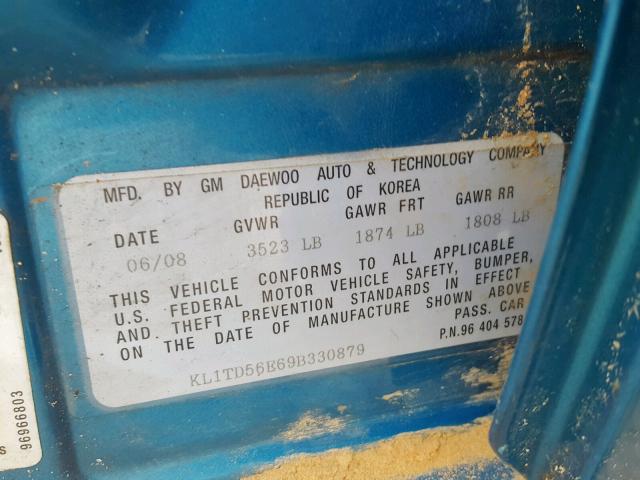 MFD. BY GM DAEWOO AUTO & TECHNOLOGY COMPANY
REPUBLIC OF KOREA
DATE GVWR GAWR FRT GAWR RR
06/08 3523 LB 1874 LB 1808 LB
THIS VEHICLE CONFORMS TO ALL APPLICABLE
U.S. FEDERAL MOTOR VEHICLE SAFETY, BUMPER,
AND THEFT PREVENTION STANDARDS IN EFFECT
ON THE DATE OF MANUFACTURE SHOWN ABOVE
PASS. CAR
P.N.96 404 578
KL1TD56E69B330879
96966803